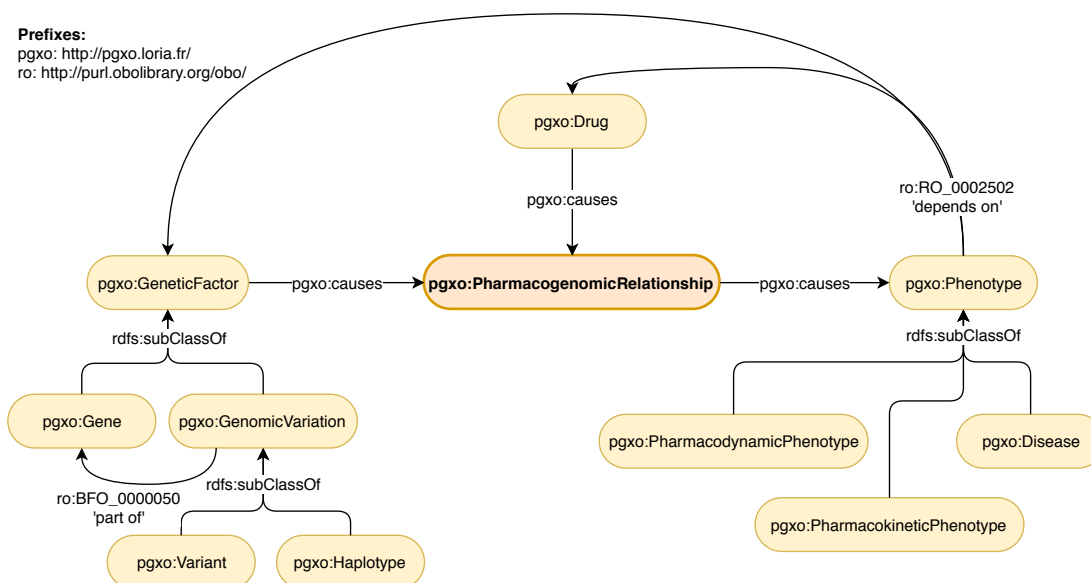 Prefixes:
pgxo: http://pgxo.loria.fr/
ro: http://purl.obolibrary.org/obo/
pgxo:Drug
ro:RO_0002502
'depends on'
pgxo:causes
pgxo:GeneticFactor
pgxo:causes
pgxo:PharmacogenomicRelationship
pgxo:causes
pgxo:Phenotype
rdfs:subClassOf
rdfs:subClassOf
pgxo:Gene
pgxo:GenomicVariation
pgxo:PharmacodynamicPhenotype
pgxo:Disease
rdfs:subClassOf
ro:BFO_0000050
'part of'
pgxo:PharmacokineticPhenotype
pgxo:Variant
pgxo:Haplotype